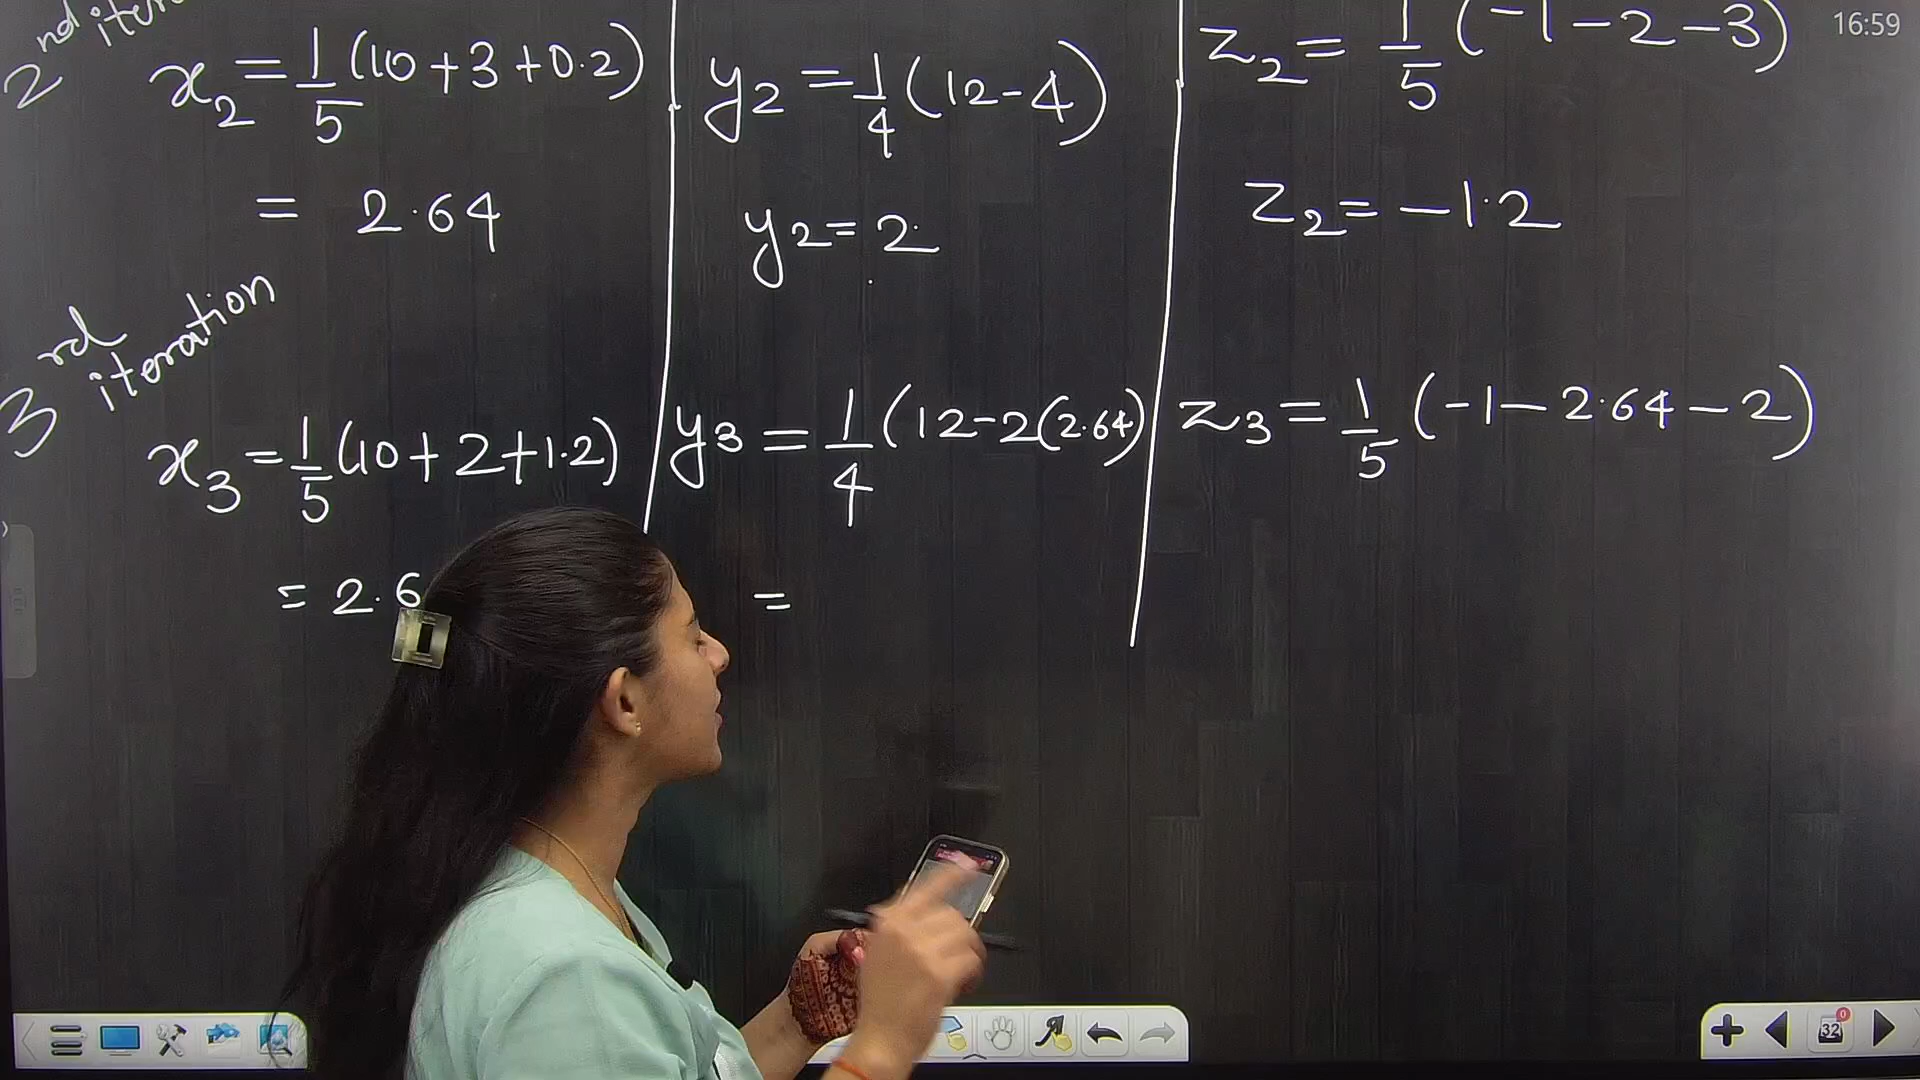 16:59
2nd
x2 = 1/5 (10 + 3 + 0.2)
= 2.64
y2 = 1/4 (12 - 4)
y2 = 2.
z2 = 1/5 (-1 - 2 - 3)
z2 = -1.2
3rd iteration
x3 = 1/5 (10 + 2 + 1.2)
= 2.6
y3 = 1/4 (12 - 2(2.64)
=
z3 = 1/5 (-1 - 2.64 - 2)
32
0